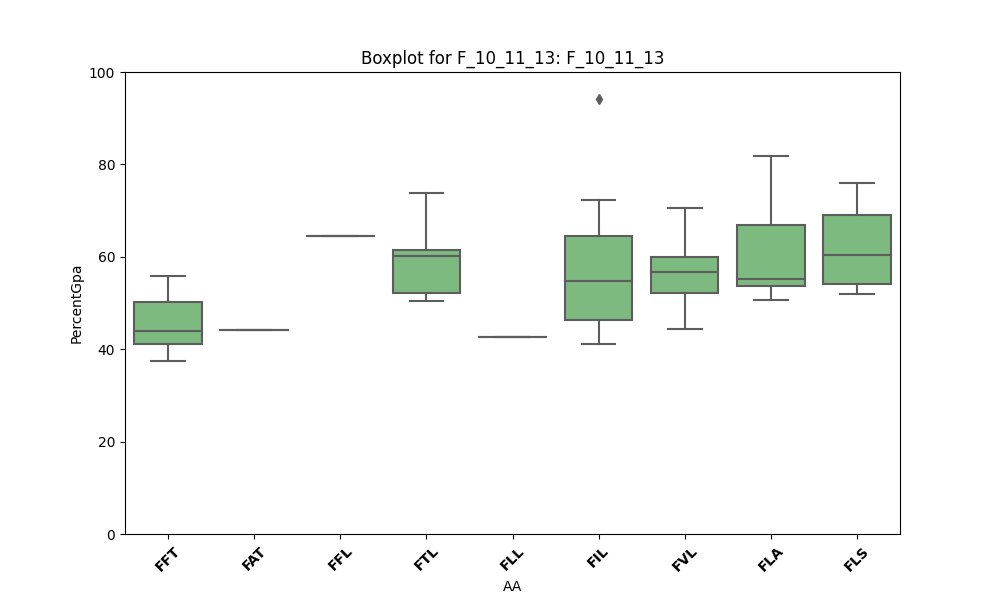 Boxplot for F_10_11_13: F_10_11_13
100
80
60
40
20
0
PercentGpa
FFT FAT FFL FTL FLL FIL FVL FLA FLS
AA